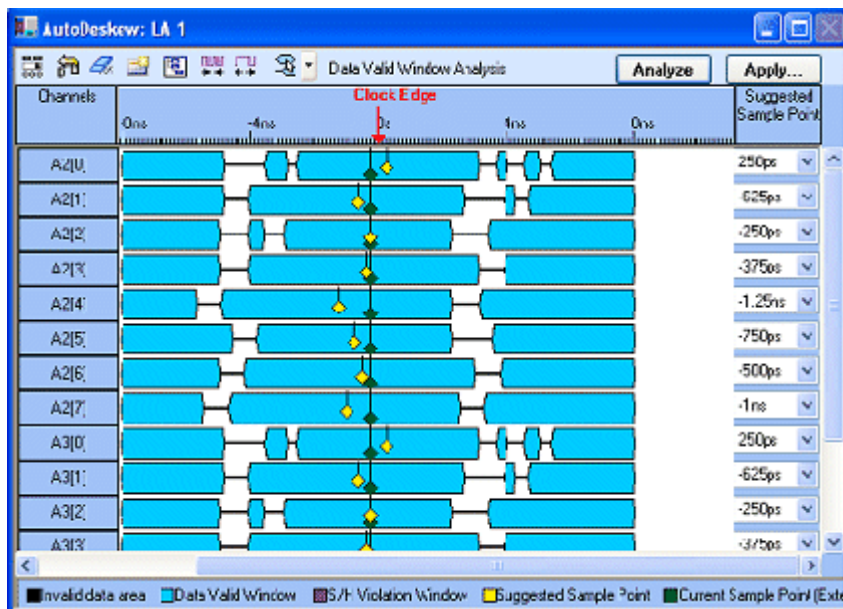 AutoDeskew: LA 1
Data Valid Window Analysis
Analyze
Apply...
Channels
Clock Edge
Suggested
Sample Point
-4ns
0s
4ns
A2[0]
250ps
A2[1]
-625ps
A2[2]
-250ps
A2[3]
-375ps
A2[4]
-1.25ns
A2[5]
-750ps
A2[6]
-500ps
A2[7]
-1ns
A3[0]
250ps
A3[1]
-625ps
A3[2]
-250ps
A3[3]
-375ps
Invalid data area
Data Valid Window
S/H Violation Window
Suggested Sample Point
Current Sample Point (Exte